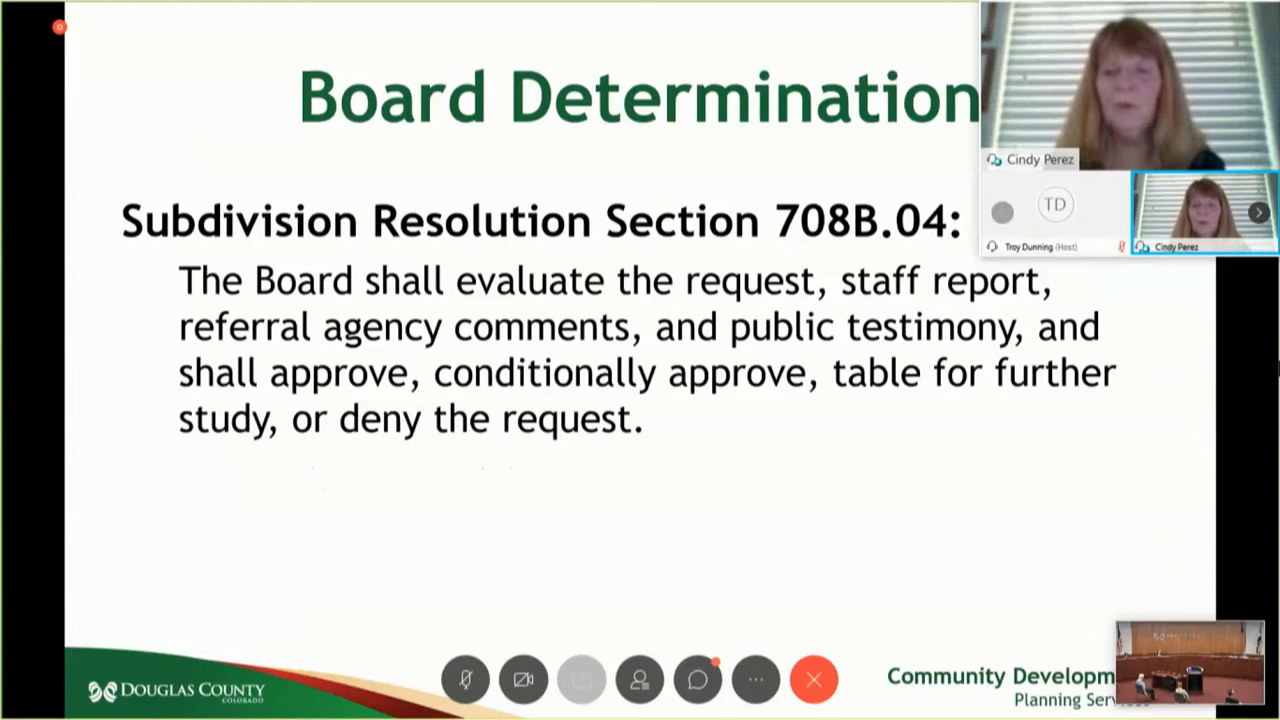 Board Determination
Cindy Perez
TD
Troy Dunning (Host)
Cindy Perez
Subdivision Resolution Section 708B.04:
The Board shall evaluate the request, staff report,
referral agency comments, and public testimony, and
shall approve, conditionally approve, table for further
study, or deny the request.
DOUGLAS COUNTY
COLORADO
Community Developm
Planning Ser